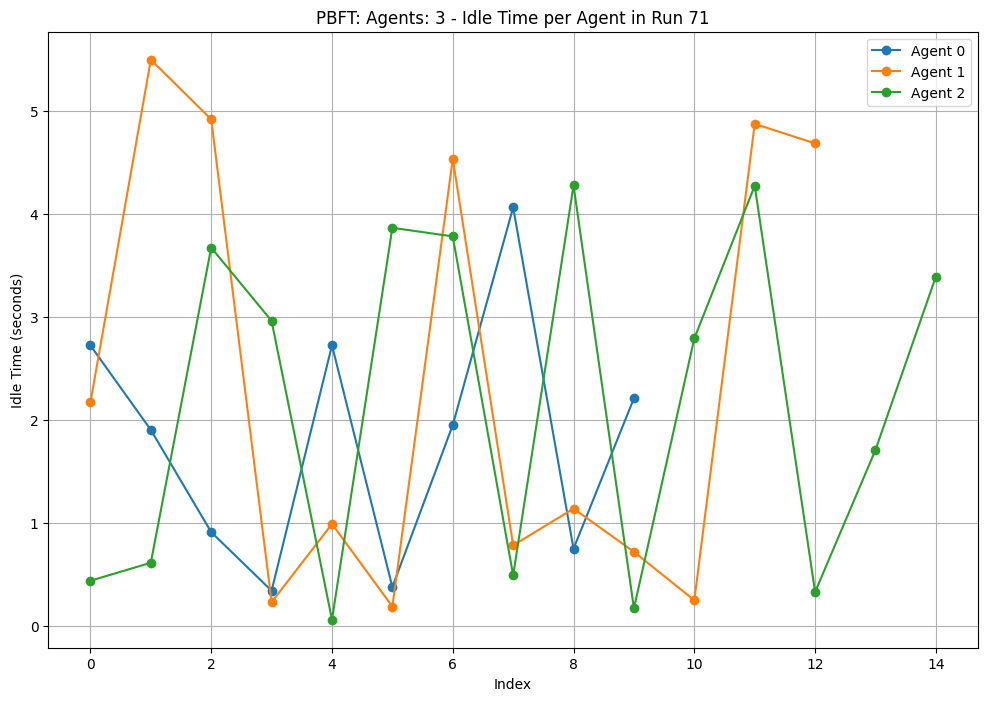 PBFT: Agents: 3 - Idle Time per Agent in Run 71
Agent 0
Agent 1
Agent 2
Idle Time (seconds)
5
4
3
2
1
0
0 2 4 6 8 10 12 14
Index